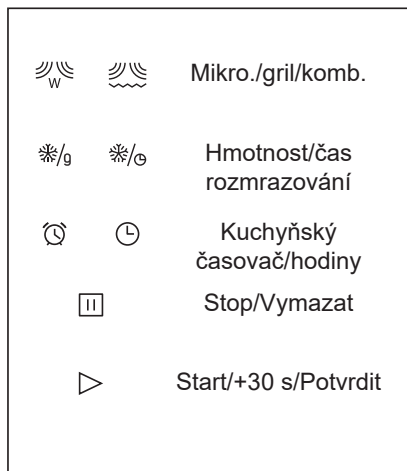 W
Mikro./gril/komb.
/g
Hmotnost/čas
rozmrazování
Kuchyňský
časovač/hodiny
Stop/Vymazat
Start/+30 s/Potvrdit